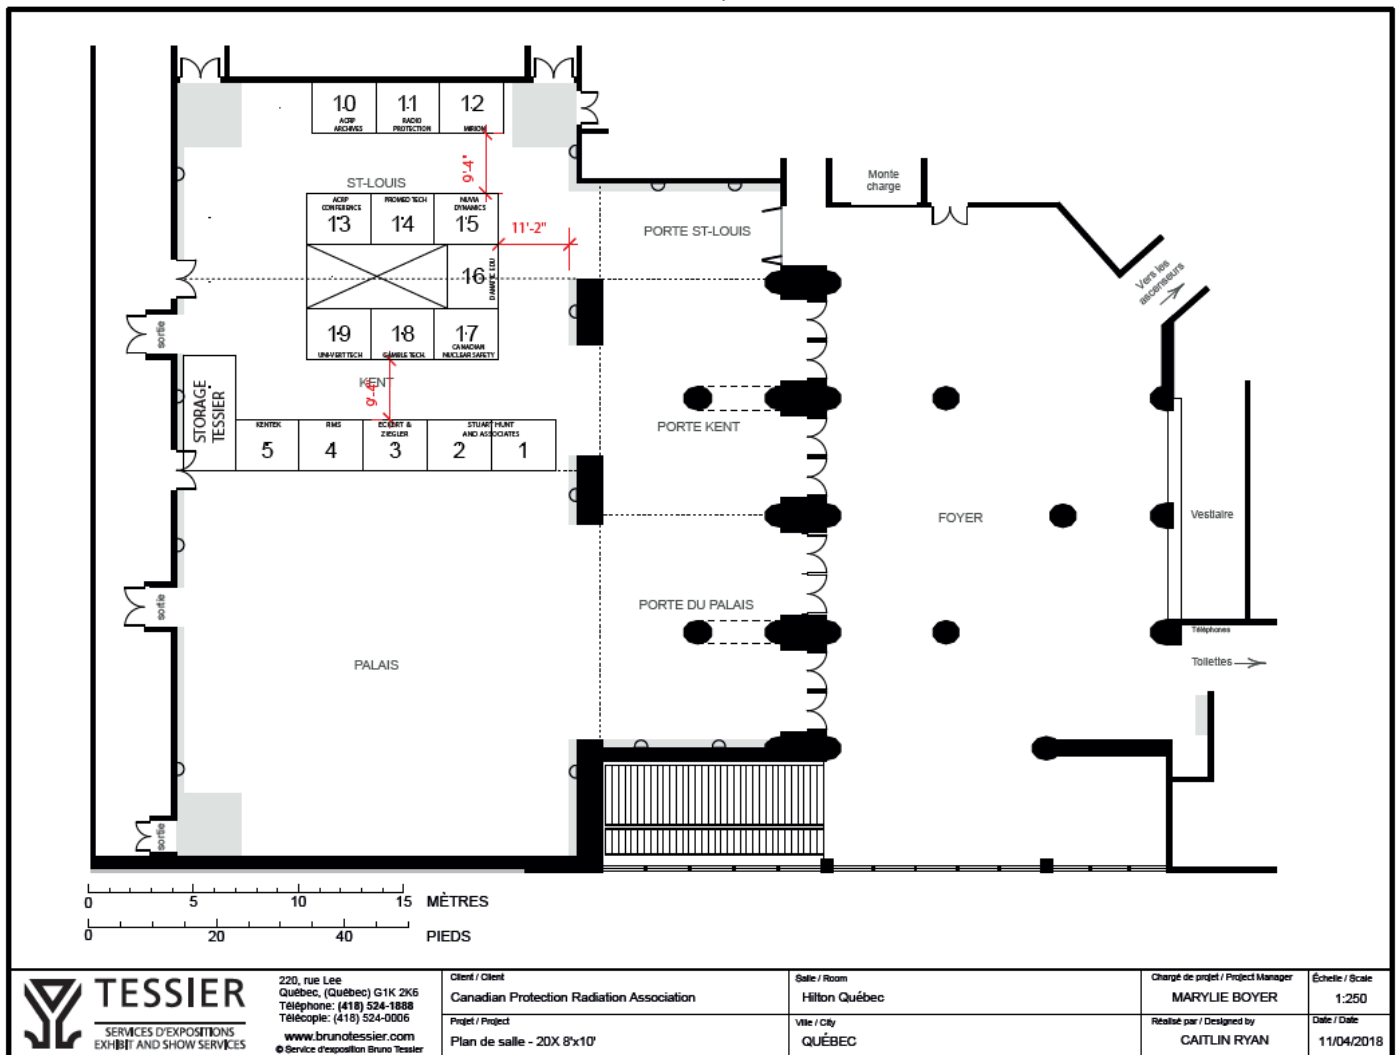 10
ACRP
ARCHIVES
11
RADIO
PROTECTION
12
MIRION
9'-4"
ST-LOUIS
ACRP
CONFERENCE
13
PROMED TECH
14
NUVIA
DYNAMICS
15
11'-2"
16
19
UNI-VERT TECH
18
GAMBLE TECH.
17
CANADIAN
NUCLEAR SAFETY
KENT
9'-4"
sortie
STORAGE
TESSIER
KENTEK
5
RMS
4
ECKERT &
ZIEGLER
3
STUART HUNT
AND ASSOCIATES
2
1
PALAIS
sortie
sortie
PORTE ST-LOUIS
PORTE KENT
PORTE DU PALAIS
Monte
charge
Vers les
ascenseurs
FOYER
Vestiaire
Téléphones
Toilettes
0 5 10 15 MÈTRES
0 20 40 PIEDS
TESSIER
SERVICES D'EXPOSITIONS
EXHIBIT AND SHOW SERVICES
220, rue Lee
Québec, (Québec) G1K 2K6
Téléphone: (418) 524-1888
Télécopie: (418) 524-0006
www.brunotessier.com
© Service d'exposition Bruno Tessier
Client / Client
Canadian Protection Radiation Association
Projet / Project
Plan de salle - 20X 8'x10'
Salle / Room
Hilton Québec
Ville / City
QUÉBEC
Chargé de projet / Project Manager
MARYLIE BOYER
Réalisé par / Designed by
CAITLIN RYAN
Échelle / Scale
1:250
Date / Date
11/04/2018